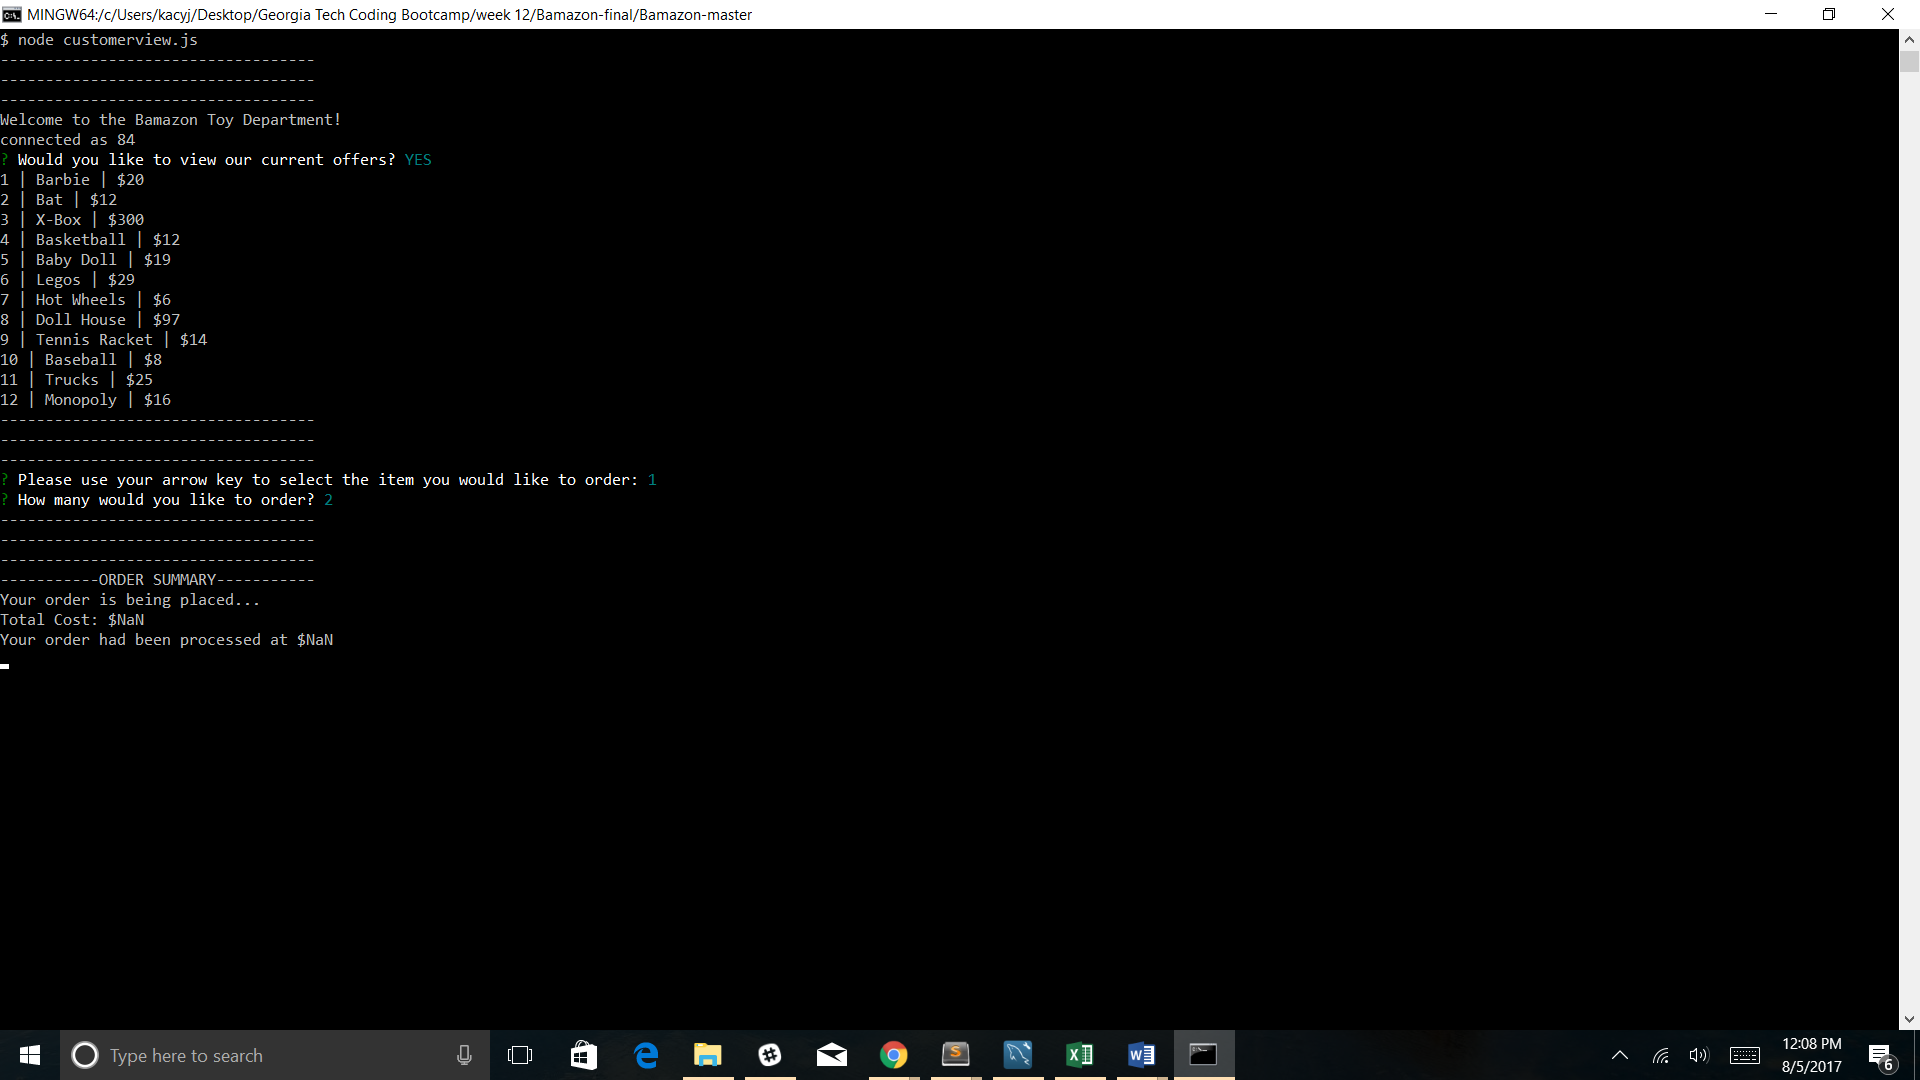 MINGW64:/c/Users/kacyj/Desktop/Georgia Tech Coding Bootcamp/week 12/Bamazon-final/Bamazon-master
$ node customerview.js
-----------------------------------
-----------------------------------
-----------------------------------
Welcome to the Bamazon Toy Department!
connected as 84
? Would you like to view our current offers? YES
1 | Barbie | $20
2 | Bat | $12
3 | X-Box | $300
4 | Basketball | $12
5 | Baby Doll | $19
6 | Legos | $29
7 | Hot Wheels | $6
8 | Doll House | $97
9 | Tennis Racket | $14
10 | Baseball | $8
11 | Trucks | $25
12 | Monopoly | $16
-----------------------------------
-----------------------------------
-----------------------------------
? Please use your arrow key to select the item you would like to order: 1
? How many would you like to order? 2
-----------------------------------
-----------------------------------
-----------------------------------
-----------ORDER SUMMARY-----------
Your order is being placed...
Total Cost: $NaN
Your order had been processed at $NaN
Type here to search
12:08 PM
8/5/2017
6